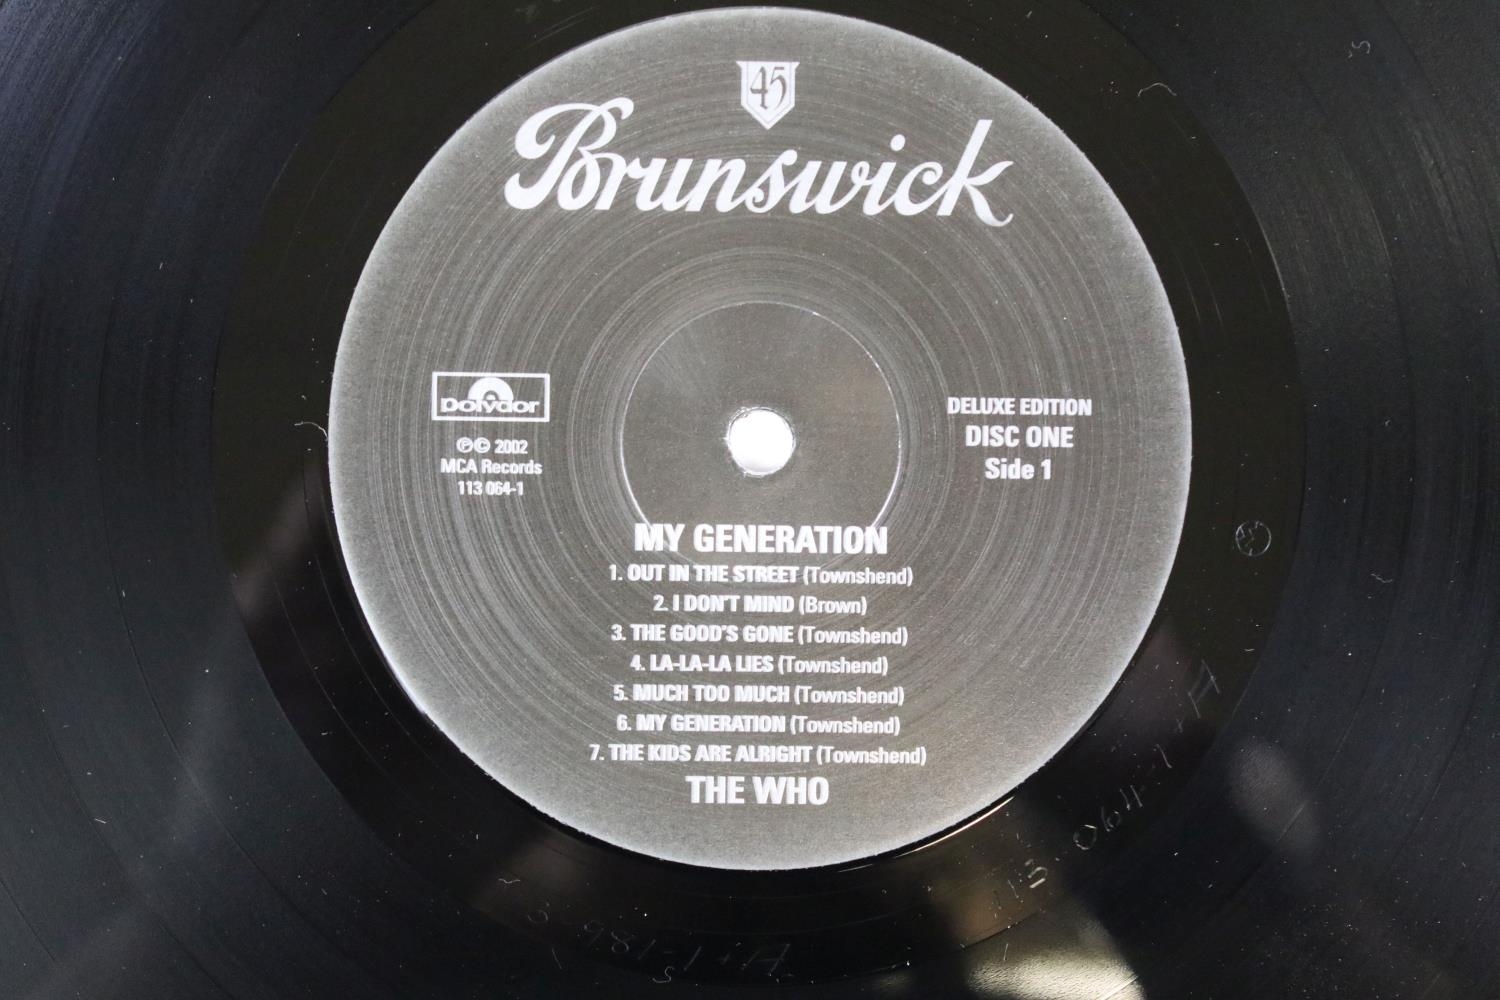 45
Brunswick
polydor
℗© 2002
MCA Records
113 064-1
DELUXE EDITION
DISC ONE
Side 1
MY GENERATION
1. OUT IN THE STREET (Townshend)
2. I DON'T MIND (Brown)
3. THE GOOD'S GONE (Townshend)
4. LA-LA-LA LIES (Townshend)
5. MUCH TOO MUCH (Townshend)
6. MY GENERATION (Townshend)
7. THE KIDS ARE ALRIGHT (Townshend)
THE WHO